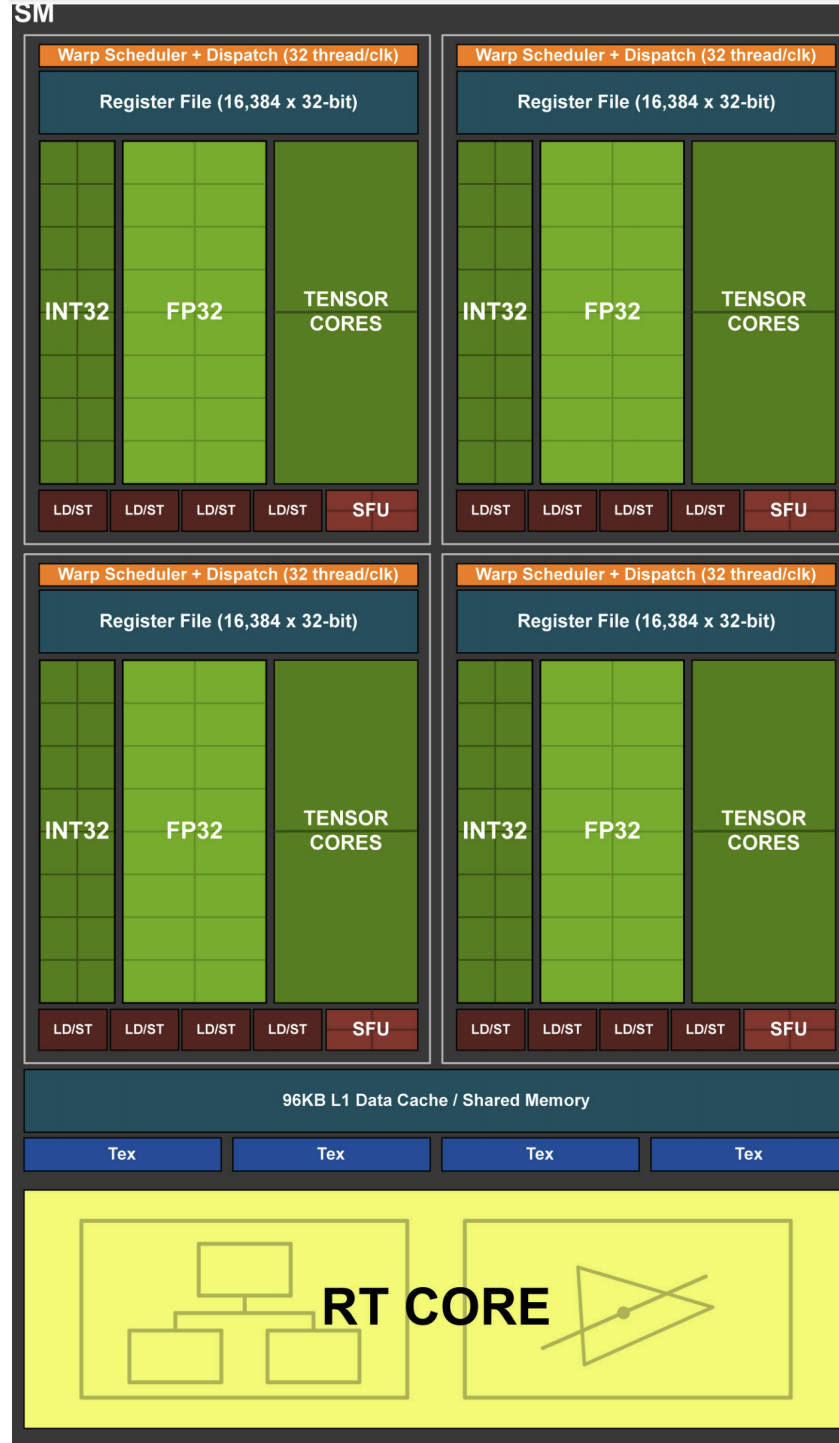 SM
Warp Scheduler + Dispatch (32 thread/clk)
Register File (16,384 x 32-bit)
INT32
FP32
TENSOR
CORES
LD/ST
LD/ST
LD/ST
LD/ST
SFU
Warp Scheduler + Dispatch (32 thread/clk)
Register File (16,384 x 32-bit)
INT32
FP32
TENSOR
CORES
LD/ST
LD/ST
LD/ST
LD/ST
SFU
Warp Scheduler + Dispatch (32 thread/clk)
Register File (16,384 x 32-bit)
INT32
FP32
TENSOR
CORES
LD/ST
LD/ST
LD/ST
LD/ST
SFU
Warp Scheduler + Dispatch (32 thread/clk)
Register File (16,384 x 32-bit)
INT32
FP32
TENSOR
CORES
LD/ST
LD/ST
LD/ST
LD/ST
SFU
96KB L1 Data Cache / Shared Memory
Tex
Tex
Tex
Tex
RT CORE